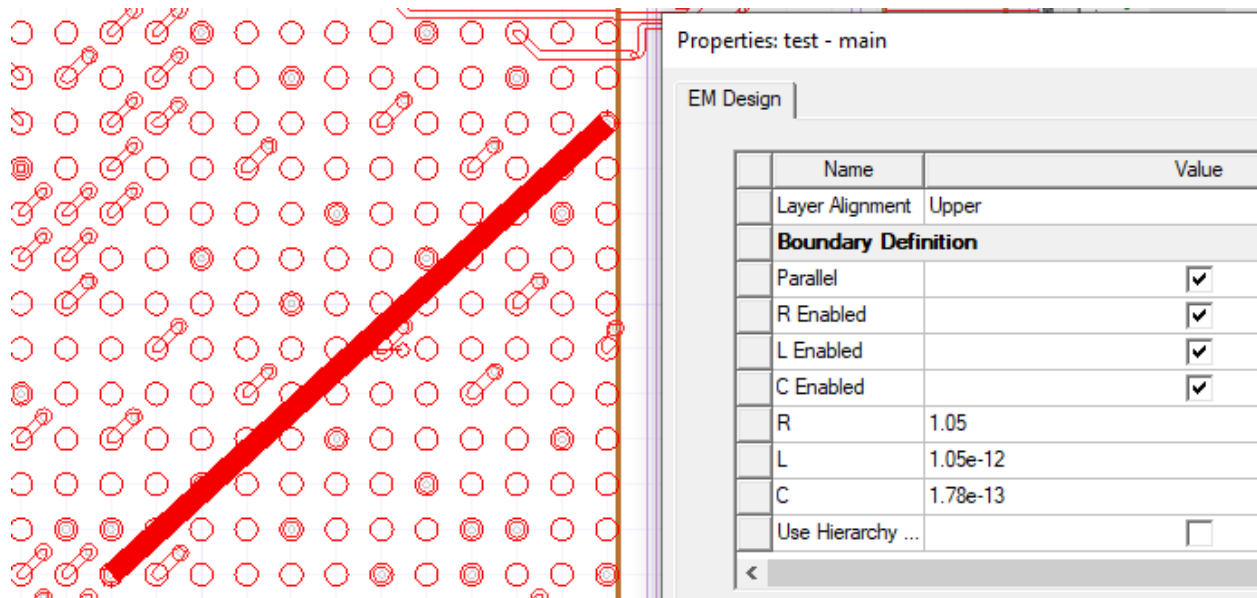 Properties: test - main
EM Design
Name Value
Layer Alignment Upper
Boundary Definition
Parallel
R Enabled
L Enabled
C Enabled
R 1.05
L 1.05e-12
C 1.78e-13
Use Hierarchy ...